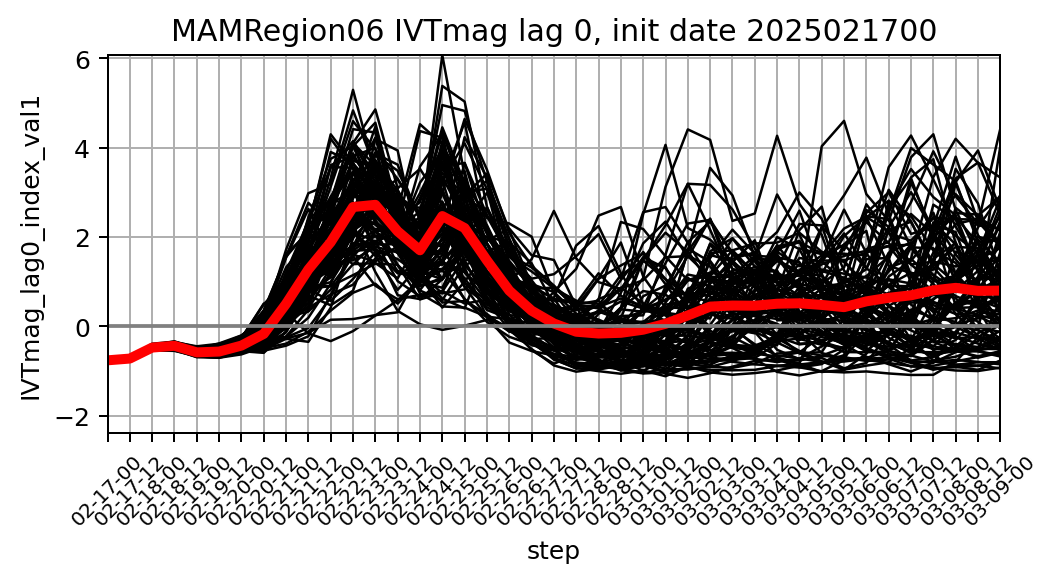 MAMRegion06 IVTmag lag 0, init date 2025021700
IVTmag_lag0_index_val1
6
4
2
0
−2
02-17-00 02-17-12 02-18-00 02-18-12 02-19-00 02-19-12 02-20-00 02-20-12 02-21-00 02-21-12 02-22-00 02-22-12 02-23-00 02-23-12 02-24-00 02-24-12 02-25-00 02-25-12 02-26-00 02-26-12 02-27-00 02-27-12 02-28-00 02-28-12 03-01-00 03-01-12 03-02-00 03-02-12 03-03-00 03-03-12 03-04-00 03-04-12 03-05-00 03-05-12 03-06-00 03-06-12 03-07-00 03-07-12 03-08-00 03-08-12 03-09-00
step